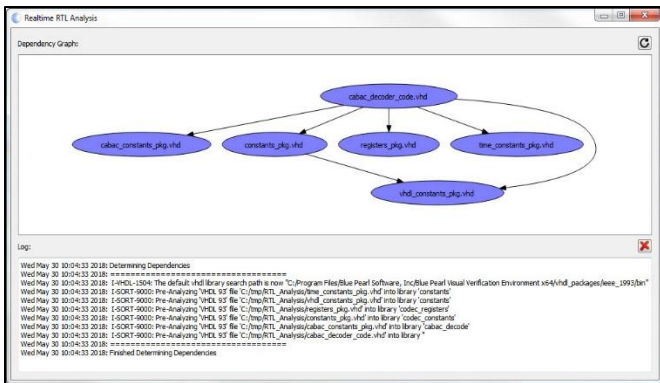 Realtime RTL Analysis
Dependency Graph:
cabac_decoder_code.vhd
cabac_constants_pkg.vhd
constants_pkg.vhd
registers_pkg.vhd
time_constants_pkg.vhd
vhdl_constants_pkg.vhd
Log:
Wed May 30 10:04:33 2018: Determining Dependencies
Wed May 30 10:04:33 2018: ===================================
Wed May 30 10:04:33 2018: I-VHDL-1504: The default vhdl library search path is now "C:/Program Files/Blue Pearl Software, Inc/Blue Pearl Visual Verification Environment x64/vhdl_packages/ieee_1993/bin"
Wed May 30 10:04:33 2018: I-SORT-9000: Pre-Analyzing 'VHDL 93' file 'C:/tmp/RTL_Analysis/time_constants_pkg.vhd' into library 'constants'
Wed May 30 10:04:33 2018: I-SORT-9000: Pre-Analyzing 'VHDL 93' file 'C:/tmp/RTL_Analysis/vhdl_constants_pkg.vhd' into library 'constants'
Wed May 30 10:04:33 2018: I-SORT-9000: Pre-Analyzing 'VHDL 93' file 'C:/tmp/RTL_Analysis/registers_pkg.vhd' into library 'codec_registers'
Wed May 30 10:04:33 2018: I-SORT-9000: Pre-Analyzing 'VHDL 93' file 'C:/tmp/RTL_Analysis/constants_pkg.vhd' into library 'codec_constants'
Wed May 30 10:04:33 2018: I-SORT-9000: Pre-Analyzing 'VHDL 93' file 'C:/tmp/RTL_Analysis/cabac_constants_pkg.vhd' into library 'cabac_decode'
Wed May 30 10:04:33 2018: I-SORT-9000: Pre-Analyzing 'VHDL 93' file 'C:/tmp/RTL_Analysis/cabac_decoder_code.vhd' into library ''
Wed May 30 10:04:33 2018: ===================================
Wed May 30 10:04:33 2018: Finished Determining Dependencies